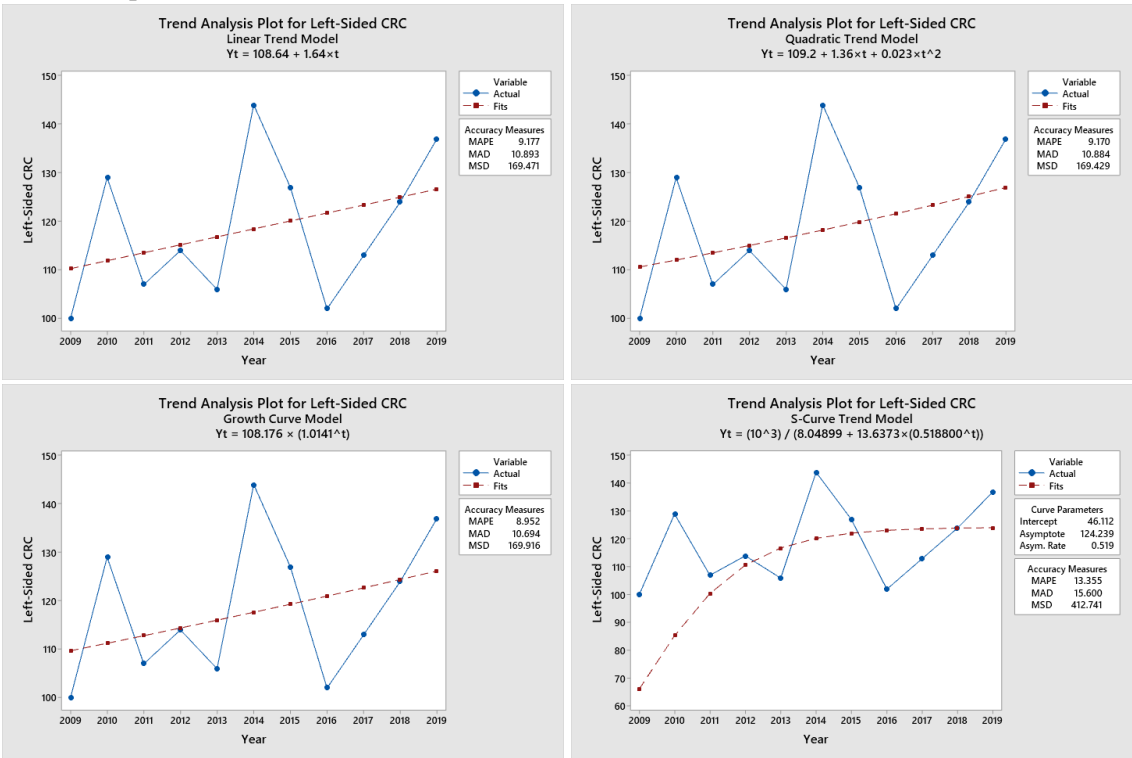 Trend Analysis Plot for Left-Sided CRC
Linear Trend Model
Yt = 108.64 + 1.64×t
150
140
130
120
110
100
Left-Sided CRC
2009 2010 2011 2012 2013 2014 2015 2016 2017 2018 2019
Year
Variable
Actual
Fits
Accuracy Measures
MAPE 9.177
MAD 10.893
MSD 169.471
Trend Analysis Plot for Left-Sided CRC
Quadratic Trend Model
Yt = 109.2 + 1.36×t + 0.023×t^2
150
140
130
120
110
100
Left-Sided CRC
2009 2010 2011 2012 2013 2014 2015 2016 2017 2018 2019
Year
Variable
Actual
Fits
Accuracy Measures
MAPE 9.170
MAD 10.884
MSD 169.429
Trend Analysis Plot for Left-Sided CRC
Growth Curve Model
Yt = 108.176 × (1.0141^t)
150
140
130
120
110
100
Left-Sided CRC
2009 2010 2011 2012 2013 2014 2015 2016 2017 2018 2019
Year
Variable
Actual
Fits
Accuracy Measures
MAPE 8.952
MAD 10.694
MSD 169.916
Trend Analysis Plot for Left-Sided CRC
S-Curve Trend Model
Yt = (10^3) / (8.04899 + 13.6373×(0.518800^t))
150
140
130
120
110
100
90
80
70
60
Left-Sided CRC
2009 2010 2011 2012 2013 2014 2015 2016 2017 2018 2019
Year
Variable
Actual
Fits
Curve Parameters
Intercept 46.112
Asymptote 124.239
Asym. Rate 0.519
Accuracy Measures
MAPE 13.355
MAD 15.600
MSD 412.741